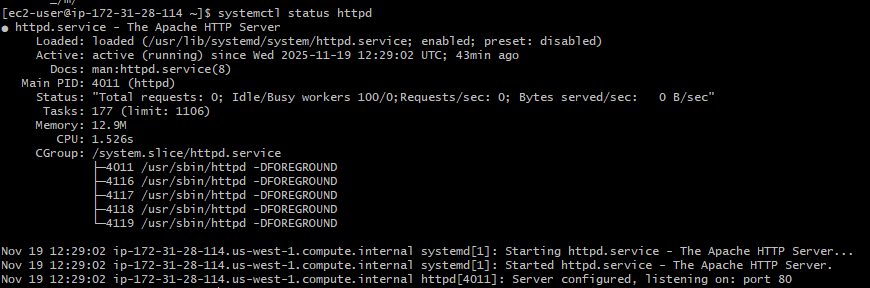 _/m/'
[ec2-user@ip-172-31-28-114 ~]$ systemctl status httpd
● httpd.service - The Apache HTTP Server
Loaded: loaded (/usr/lib/systemd/system/httpd.service; enabled; preset: disabled)
Active: active (running) since Wed 2025-11-19 12:29:02 UTC; 43min ago
Docs: man:httpd.service(8)
Main PID: 4011 (httpd)
Status: "Total requests: 0; Idle/Busy workers 100/0;Requests/sec: 0; Bytes served/sec:   0 B/sec"
Tasks: 177 (limit: 1106)
Memory: 12.9M
CPU: 1.526s
CGroup: /system.slice/httpd.service
├─4011 /usr/sbin/httpd -DFOREGROUND
├─4116 /usr/sbin/httpd -DFOREGROUND
├─4117 /usr/sbin/httpd -DFOREGROUND
├─4118 /usr/sbin/httpd -DFOREGROUND
└─4119 /usr/sbin/httpd -DFOREGROUND
Nov 19 12:29:02 ip-172-31-28-114.us-west-1.compute.internal systemd[1]: Starting httpd.service - The Apache HTTP Server...
Nov 19 12:29:02 ip-172-31-28-114.us-west-1.compute.internal systemd[1]: Started httpd.service - The Apache HTTP Server.
Nov 19 12:29:02 ip-172-31-28-114.us-west-1.compute.internal httpd[4011]: Server configured, listening on: port 80